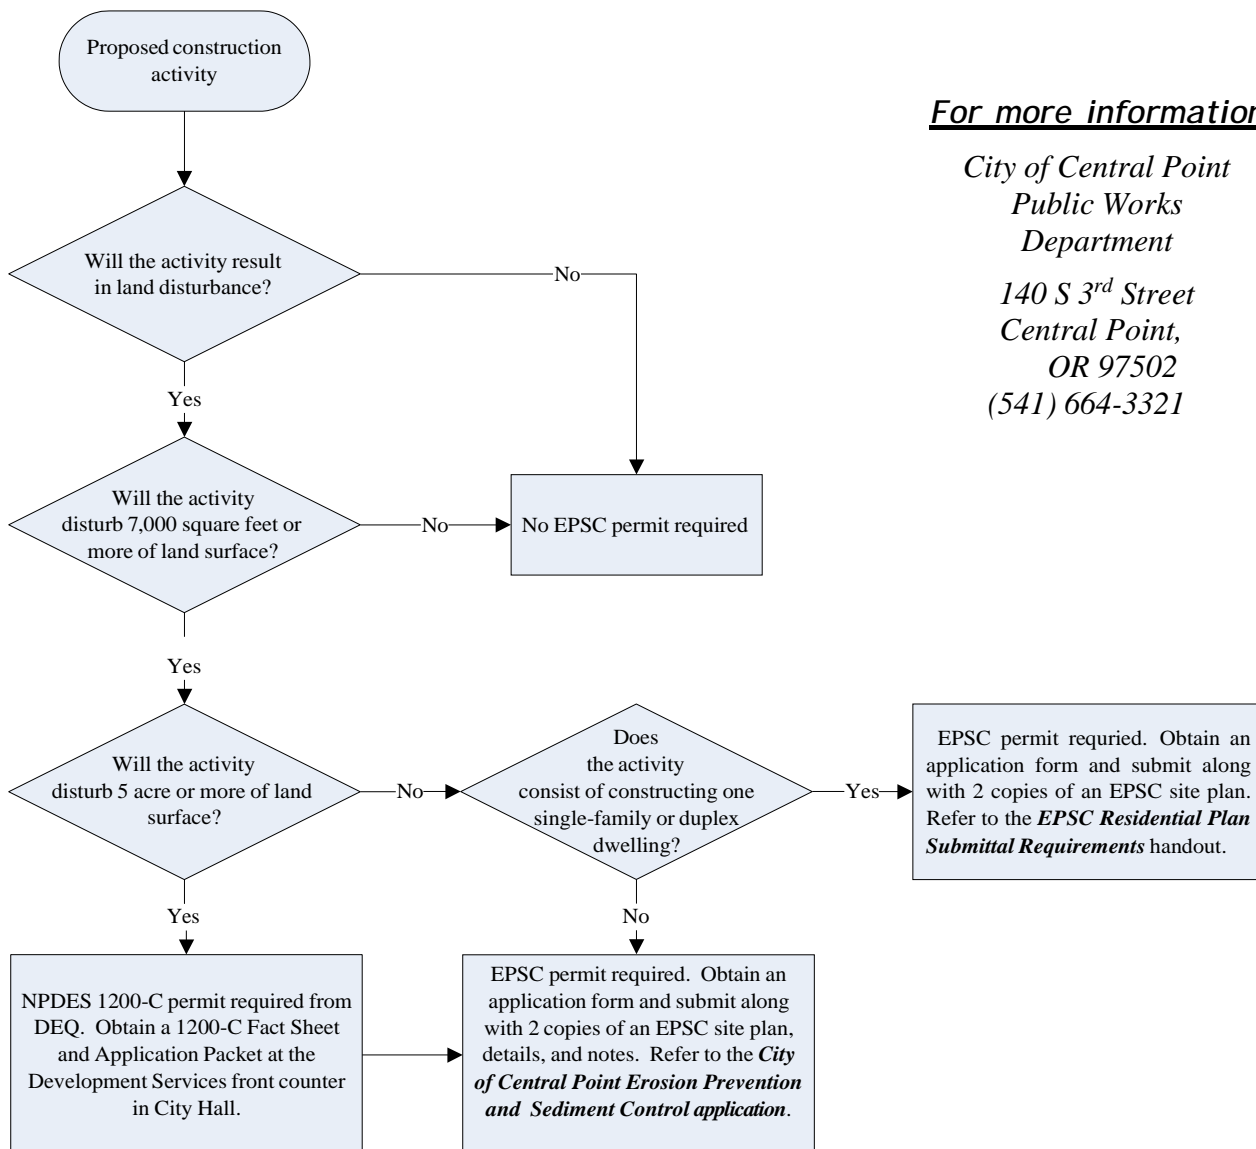 Proposed construction
activity
For more information
City of Central Point
Public Works
Department
140 S 3rd Street
Central Point,
OR 97502
(541) 664-3321
Will the activity result
in land disturbance?
No
Yes
Will the activity
disturb 7,000 square feet or
more of land surface?
No
No EPSC permit required
Yes
Will the activity
disturb 5 acre or more of land
surface?
No
Does
the activity
consist of constructing one
single-family or duplex
dwelling?
Yes
EPSC permit requried. Obtain an
application form and submit along
with 2 copies of an EPSC site plan.
Refer to the EPSC Residential Plan
Submittal Requirements handout.
Yes
No
NPDES 1200-C permit required from
DEQ. Obtain a 1200-C Fact Sheet
and Application Packet at the
Development Services front counter
in City Hall.
EPSC permit required. Obtain an
application form and submit along
with 2 copies of an EPSC site plan,
details, and notes. Refer to the City
of Central Point Erosion Prevention
and Sediment Control application.